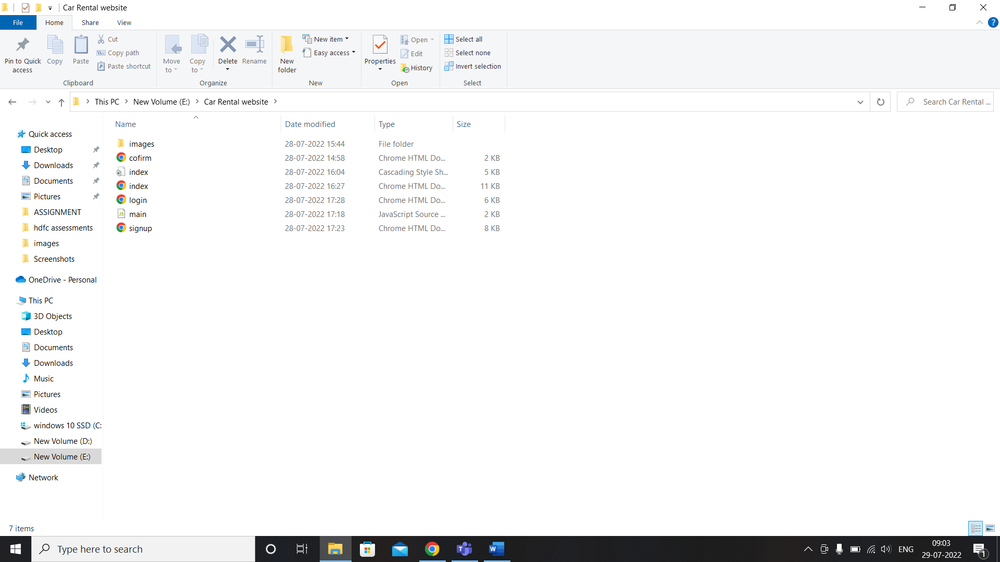 Car Rental website
File Home Share View
Pin to Quick access
Copy
Paste
Cut
Copy path
Paste shortcut
Clipboard
Move to
Copy to
Delete
Rename
Organize
New folder
New item
Easy access
New
Properties
Open
Edit
History
Open
Select all
Select none
Invert selection
Select
This PC > New Volume (E:) > Car Rental website >
Search Car Rental ...
Name Date modified Type Size
images 28-07-2022 15:44 File folder
cofirm 28-07-2022 14:58 Chrome HTML Do... 2 KB
index 28-07-2022 16:04 Cascading Style Sh... 5 KB
index 28-07-2022 16:27 Chrome HTML Do... 11 KB
login 28-07-2022 17:28 Chrome HTML Do... 6 KB
main 28-07-2022 17:18 JavaScript Source ... 2 KB
signup 28-07-2022 17:23 Chrome HTML Do... 8 KB
Quick access
Desktop
Downloads
Documents
Pictures
ASSIGNMENT
hdfc assessments
images
Screenshots
OneDrive - Personal
This PC
3D Objects
Desktop
Documents
Downloads
Music
Pictures
Videos
windows 10 SSD (C:
New Volume (D:)
New Volume (E:)
Network
7 items
Type here to search
ENG
09:03
29-07-2022
1